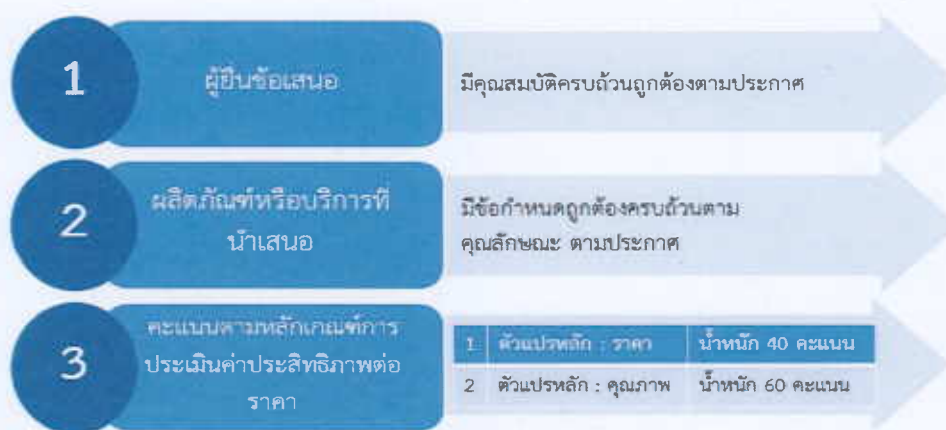 1
ผู้ยื่นข้อเสนอ
มีคุณสมบัติครบถ้วนถูกต้องตามประกาศ
2
ผลิตภัณฑ์หรือบริการที่
นำเสนอ
มีข้อกำหนดถูกต้องครบถ้วนตาม
คุณลักษณะ ตามประกาศ
3
คะแนนตามหลักเกณฑ์การ
ประเมินค่าประสิทธิภาพต่อ
ราคา
1 ตัวแปรหลัก : ราคา น้ำหนัก 40 คะแนน
2 ตัวแปรหลัก : คุณภาพ น้ำหนัก 60 คะแนน